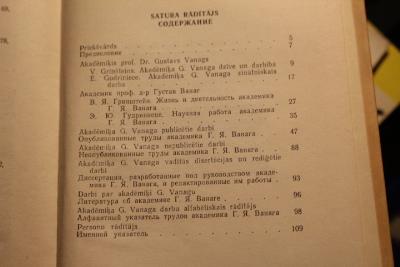 SATURA RĀDĪTĀJS
СОДЕРЖАНИЕ
Priekšvārds 5
Предисловие 7
Akadēmiķis prof. Dr. Gustavs Vanags
V. Grinšteins. Akadēmiķa G. Vanaga dzīve un darbība 9
E. Gudriniece. Akadēmiķa G. Vanaga zinātniskais
darbs 17
Академик проф. д-р Густав Ванаг
В. Я. Гринштейн. Жизнь и деятельность академика
Г. Я. Ванага 27
Э. Ю. Гудриниеце. Научная работа академика
Г. Я. Ванага 35
Akadēmiķa G. Vanaga publicētie darbi
Опубликованные труды академика Г. Я. Ванага 47
Akadēmiķa G. Vanaga nepublicētie darbi
Неопубликованные труды академика Г. Я. Ванага 88
Akadēmiķa G. Vanaga vadītās disertācijas un rediģētie
darbi
Диссертации, разработанные под руководством акаде-
мика Г. Я. Ванага, и редактированные им работы 93
Darbi par akadēmiķi G. Vanagu
Литература об академике Г. Я. Ванаге 96
Akadēmiķa G. Vanaga darbu alfabētiskais rādītājs
Алфавитный указатель трудов академика Г. Я. Ванага 98
Personu rādītājs
Именной указатель 109